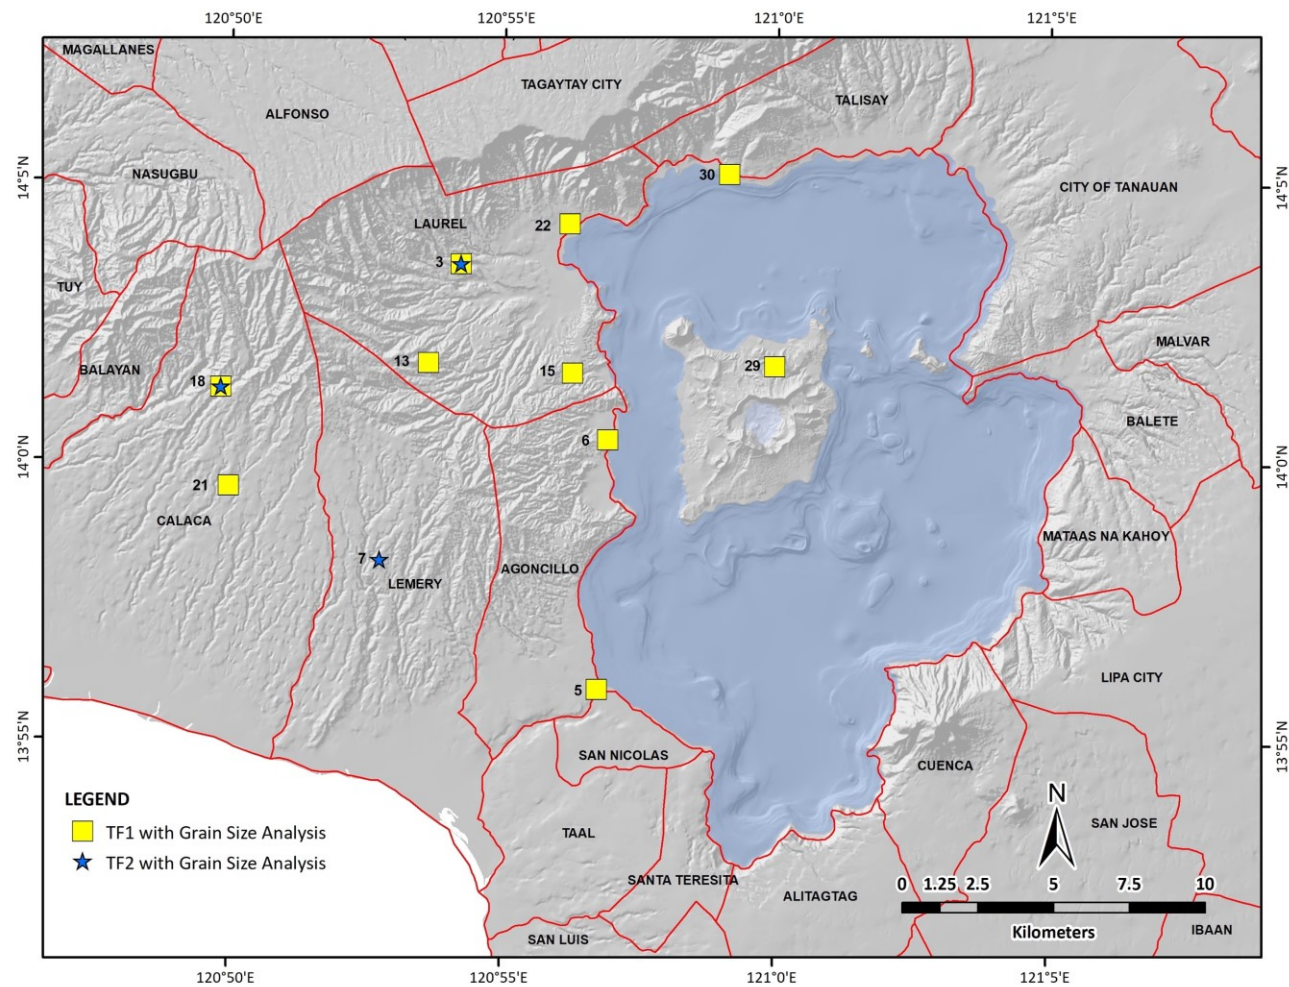 120°50'E 120°55'E 121°0'E 121°5'E
MAGALLANES
TAGAYTAY CITY
ALFONSO
TALISAY
14°5'N
NASUGBU
30
CITY OF TANAUAN
14°5'N
22
LAUREL
3
TUY
MALVAR
BALAYAN
13
15
29
18
BALETE
6
14°0'N
14°0'N
21
CALACA
MATAAS NA KAHOY
7
LEMERY
AGONCILLO
LIPA CITY
5
13°55'N
13°55'N
SAN NICOLAS
CUENCA
LEGEND
TF1 with Grain Size Analysis
TF2 with Grain Size Analysis
N
SAN JOSE
TAAL
SANTA TERESITA
0 1.25 2.5 5 7.5 10
Kilometers
ALITAGTAG
IBAAN
SAN LUIS
120°50'E 120°55'E 121°0'E 121°5'E